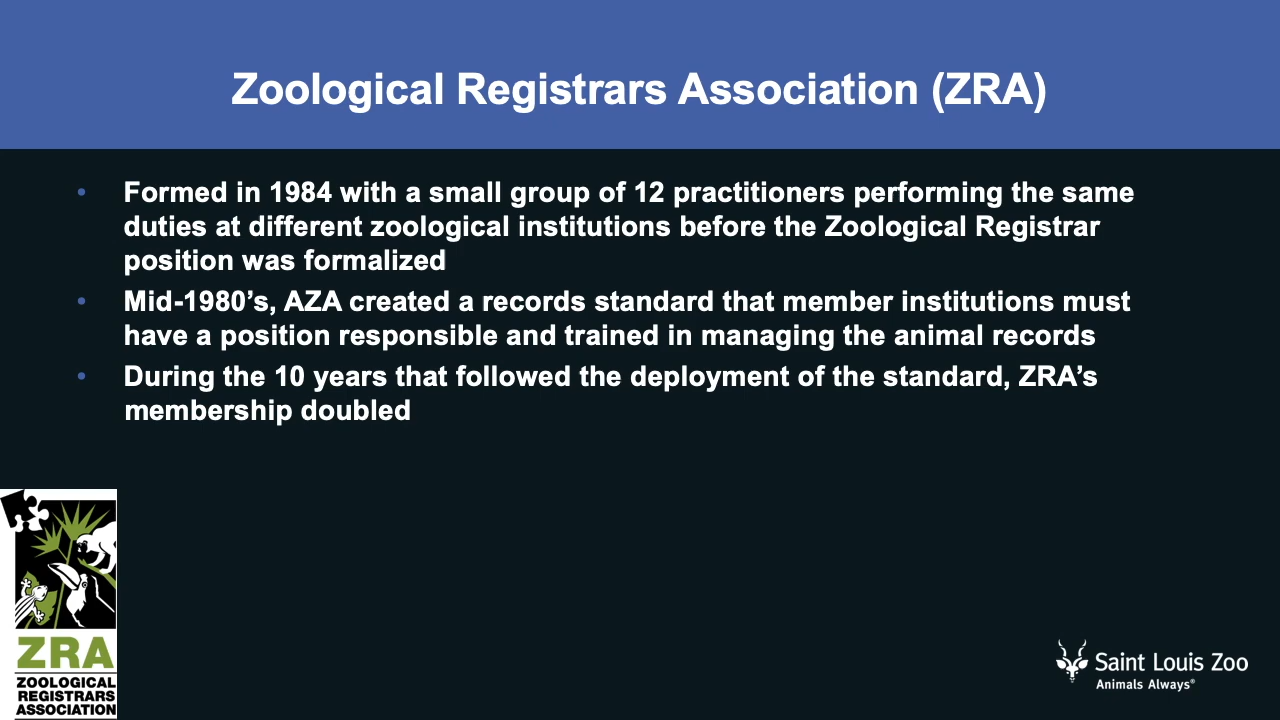 Zoological Registrars Association (ZRA)
• Formed in 1984 with a small group of 12 practitioners performing the same
duties at different zoological institutions before the Zoological Registrar
position was formalized
• Mid-1980’s, AZA created a records standard that member institutions must
have a position responsible and trained in managing the animal records
• During the 10 years that followed the deployment of the standard, ZRA’s
membership doubled
ZRA
ZOOLOGICAL
REGISTRARS
ASSOCIATION
Saint Louis Zoo
Animals Always®